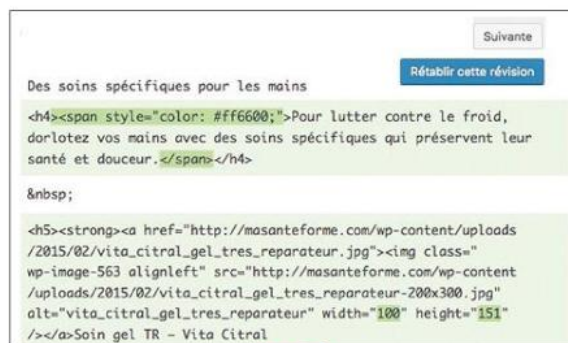 Suivante
Rétablir cette révision
Des soins spécifiques pour les mains
<h4><span style="color: #ff6600;">Pour lutter contre le froid,
dorlotez vos mains avec des soins spécifiques qui préservent leur
santé et douceur.</span></h4>
&nbsp;
<h5><strong><a href="http://masanteforme.com/wp-content/uploads
/2015/02/vita_citral_gel_tres_reparateur.jpg"><img class="
wp-image-563 alignleft" src="http://masanteforme.com/wp-content
/uploads/2015/02/vita_citral_gel_tres_reparateur-200x300.jpg"
alt="vita_citral_gel_tres_reparateur" width="100" height="151"
/></a>Soin gel TR – Vita Citral